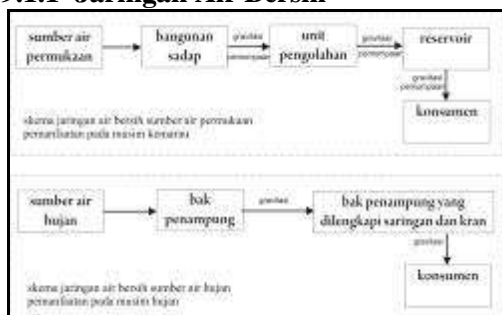 9.1.1 Jaringan Air Bersih
sumber air
permukaan
bangunan
sadap
gravitasi
pemompaan
unit
pengolahan
gravitasi
pemompaan
reservoir
gravitasi
pemompaan
konsumen
skema jaringan air bersih sumber air permukaan
pemanfaatan pada musim kemarau
sumber air
hujan
bak
penampung
gravitasi
bak penampung yang
dilengkapi saringan dan kran
gravitasi
konsumen
skema jaringan air bersih sumber air hujan
pemanfaatan pada musim hujan